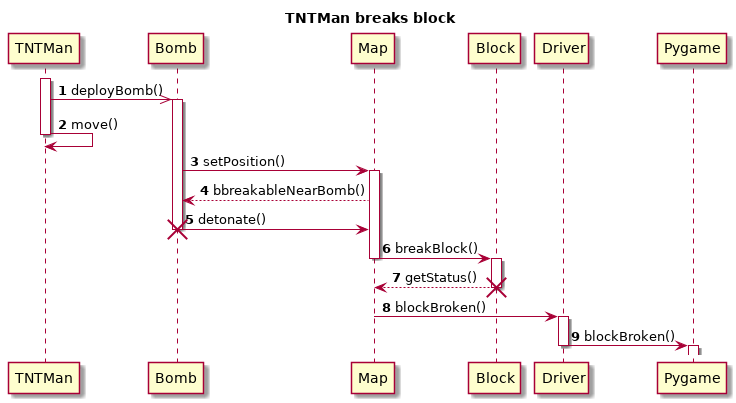 TNTMan breaks block
TNTMan Bomb Map Block Driver Pygame
1 deployBomb()
2 move()
3 setPosition()
4 bbreakableNearBomb()
5 detonate()
6 breakBlock()
7 getStatus()
8 blockBroken()
9 blockBroken()
TNTMan Bomb Map Block Driver Pygame